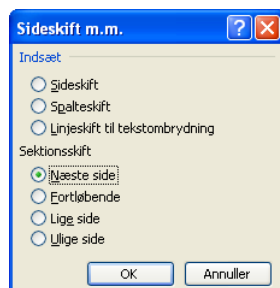 Sideskift m.m.
Indsæt
Sideskift
Spalteskift
Linjeskift til tekstombrydning
Sektionsskift
Næste side
Fortløbende
Lige side
Ulige side
OK Annuller